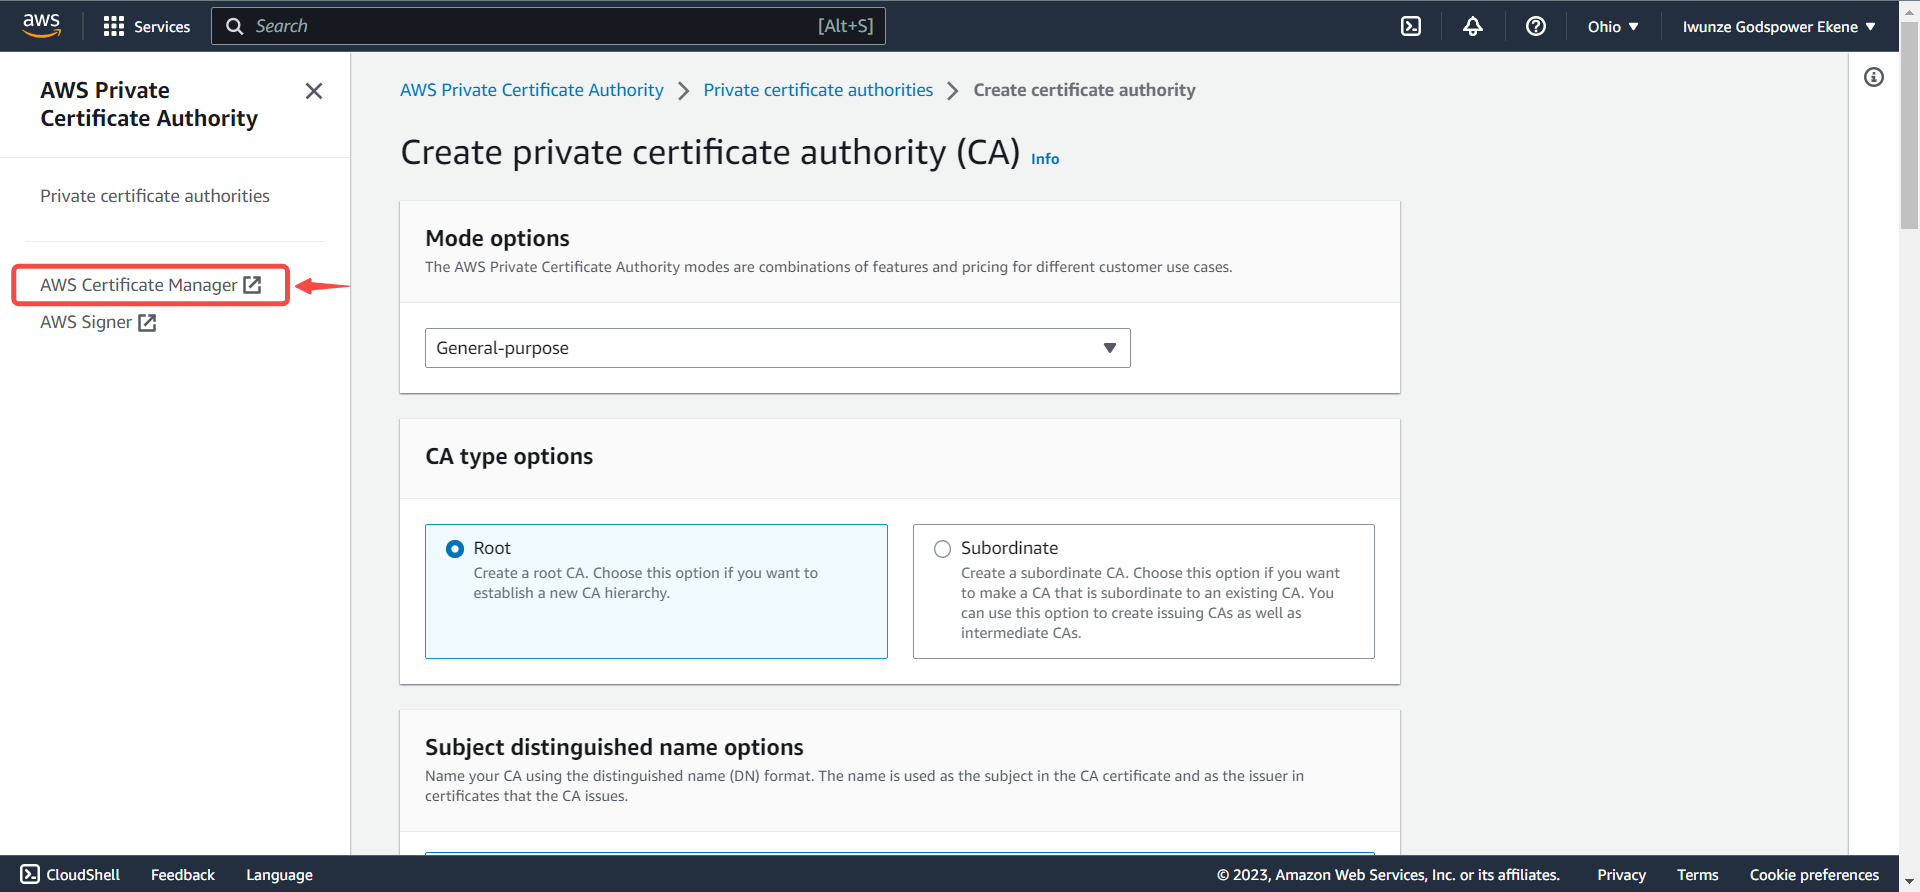 aws
Services
Search
[Alt+S]
Ohio
Iwunze Godspower Ekene
AWS Private
Certificate Authority
Private certificate authorities
AWS Certificate Manager
AWS Signer
AWS Private Certificate Authority
Private certificate authorities
Create certificate authority
Create private certificate authority (CA) Info
Mode options
The AWS Private Certificate Authority modes are combinations of features and pricing for different customer use cases.
General-purpose
CA type options
Root
Create a root CA. Choose this option if you want to
establish a new CA hierarchy.
Subordinate
Create a subordinate CA. Choose this option if you want
to make a CA that is subordinate to an existing CA. You
can use this option to create issuing CAs as well as
intermediate CAs.
Subject distinguished name options
Name your CA using the distinguished name (DN) format. The name is used as the subject in the CA certificate and as the issuer in
certificates that the CA issues.
CloudShell
Feedback
Language
© 2023, Amazon Web Services, Inc. or its affiliates.
Privacy
Terms
Cookie preferences